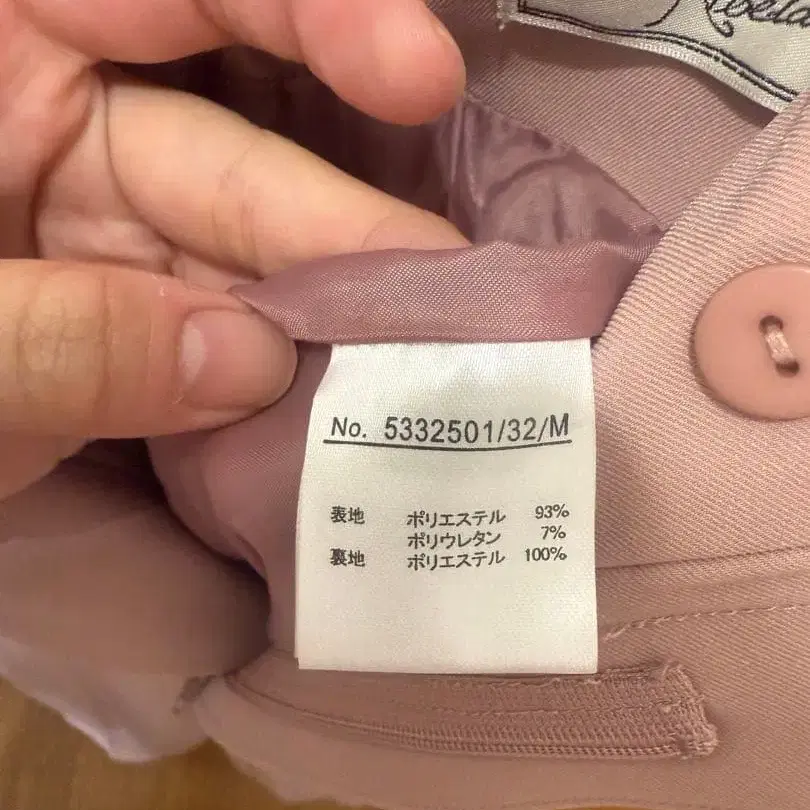 No. 5332501/32/M
表地 ポリエステル 93%
ポリウレタン 7%
裏地 ポリエステル 100%